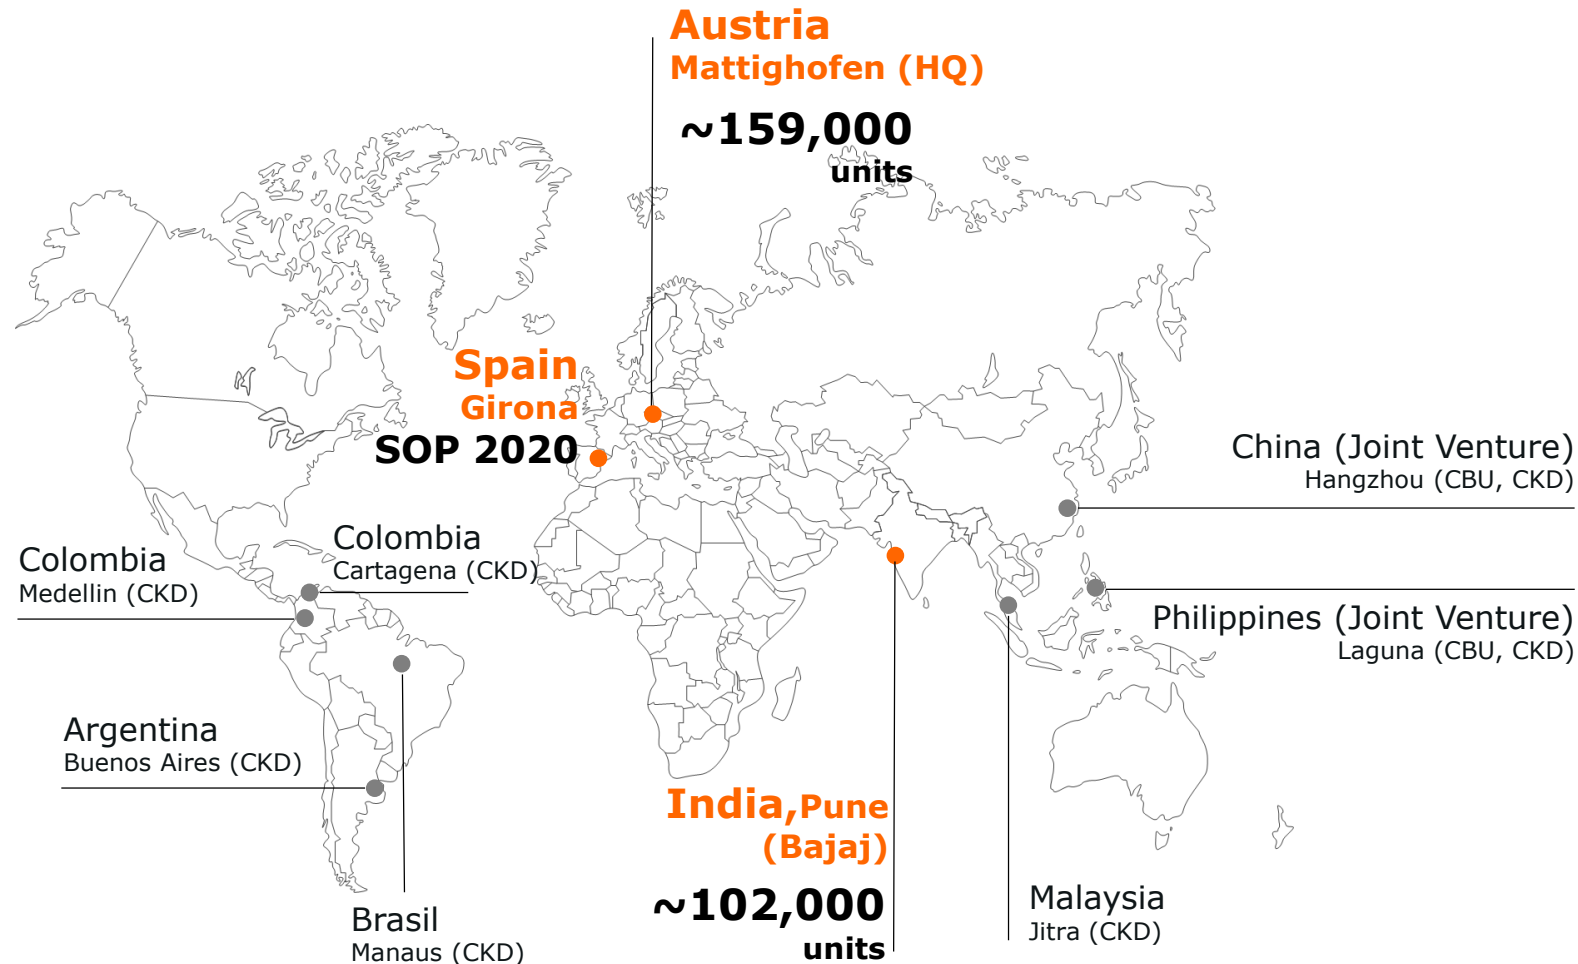 Austria
Mattighofen (HQ)
~159,000
units
Spain
Girona
SOP 2020
China (Joint Venture)
Hangzhou (CBU, CKD)
Colombia
Cartagena (CKD)
Colombia
Medellin (CKD)
Philippines (Joint Venture)
Laguna (CBU, CKD)
Argentina
Buenos Aires (CKD)
India,Pune
(Bajaj)
~102,000
units
Malaysia
Jitra (CKD)
Brasil
Manaus (CKD)